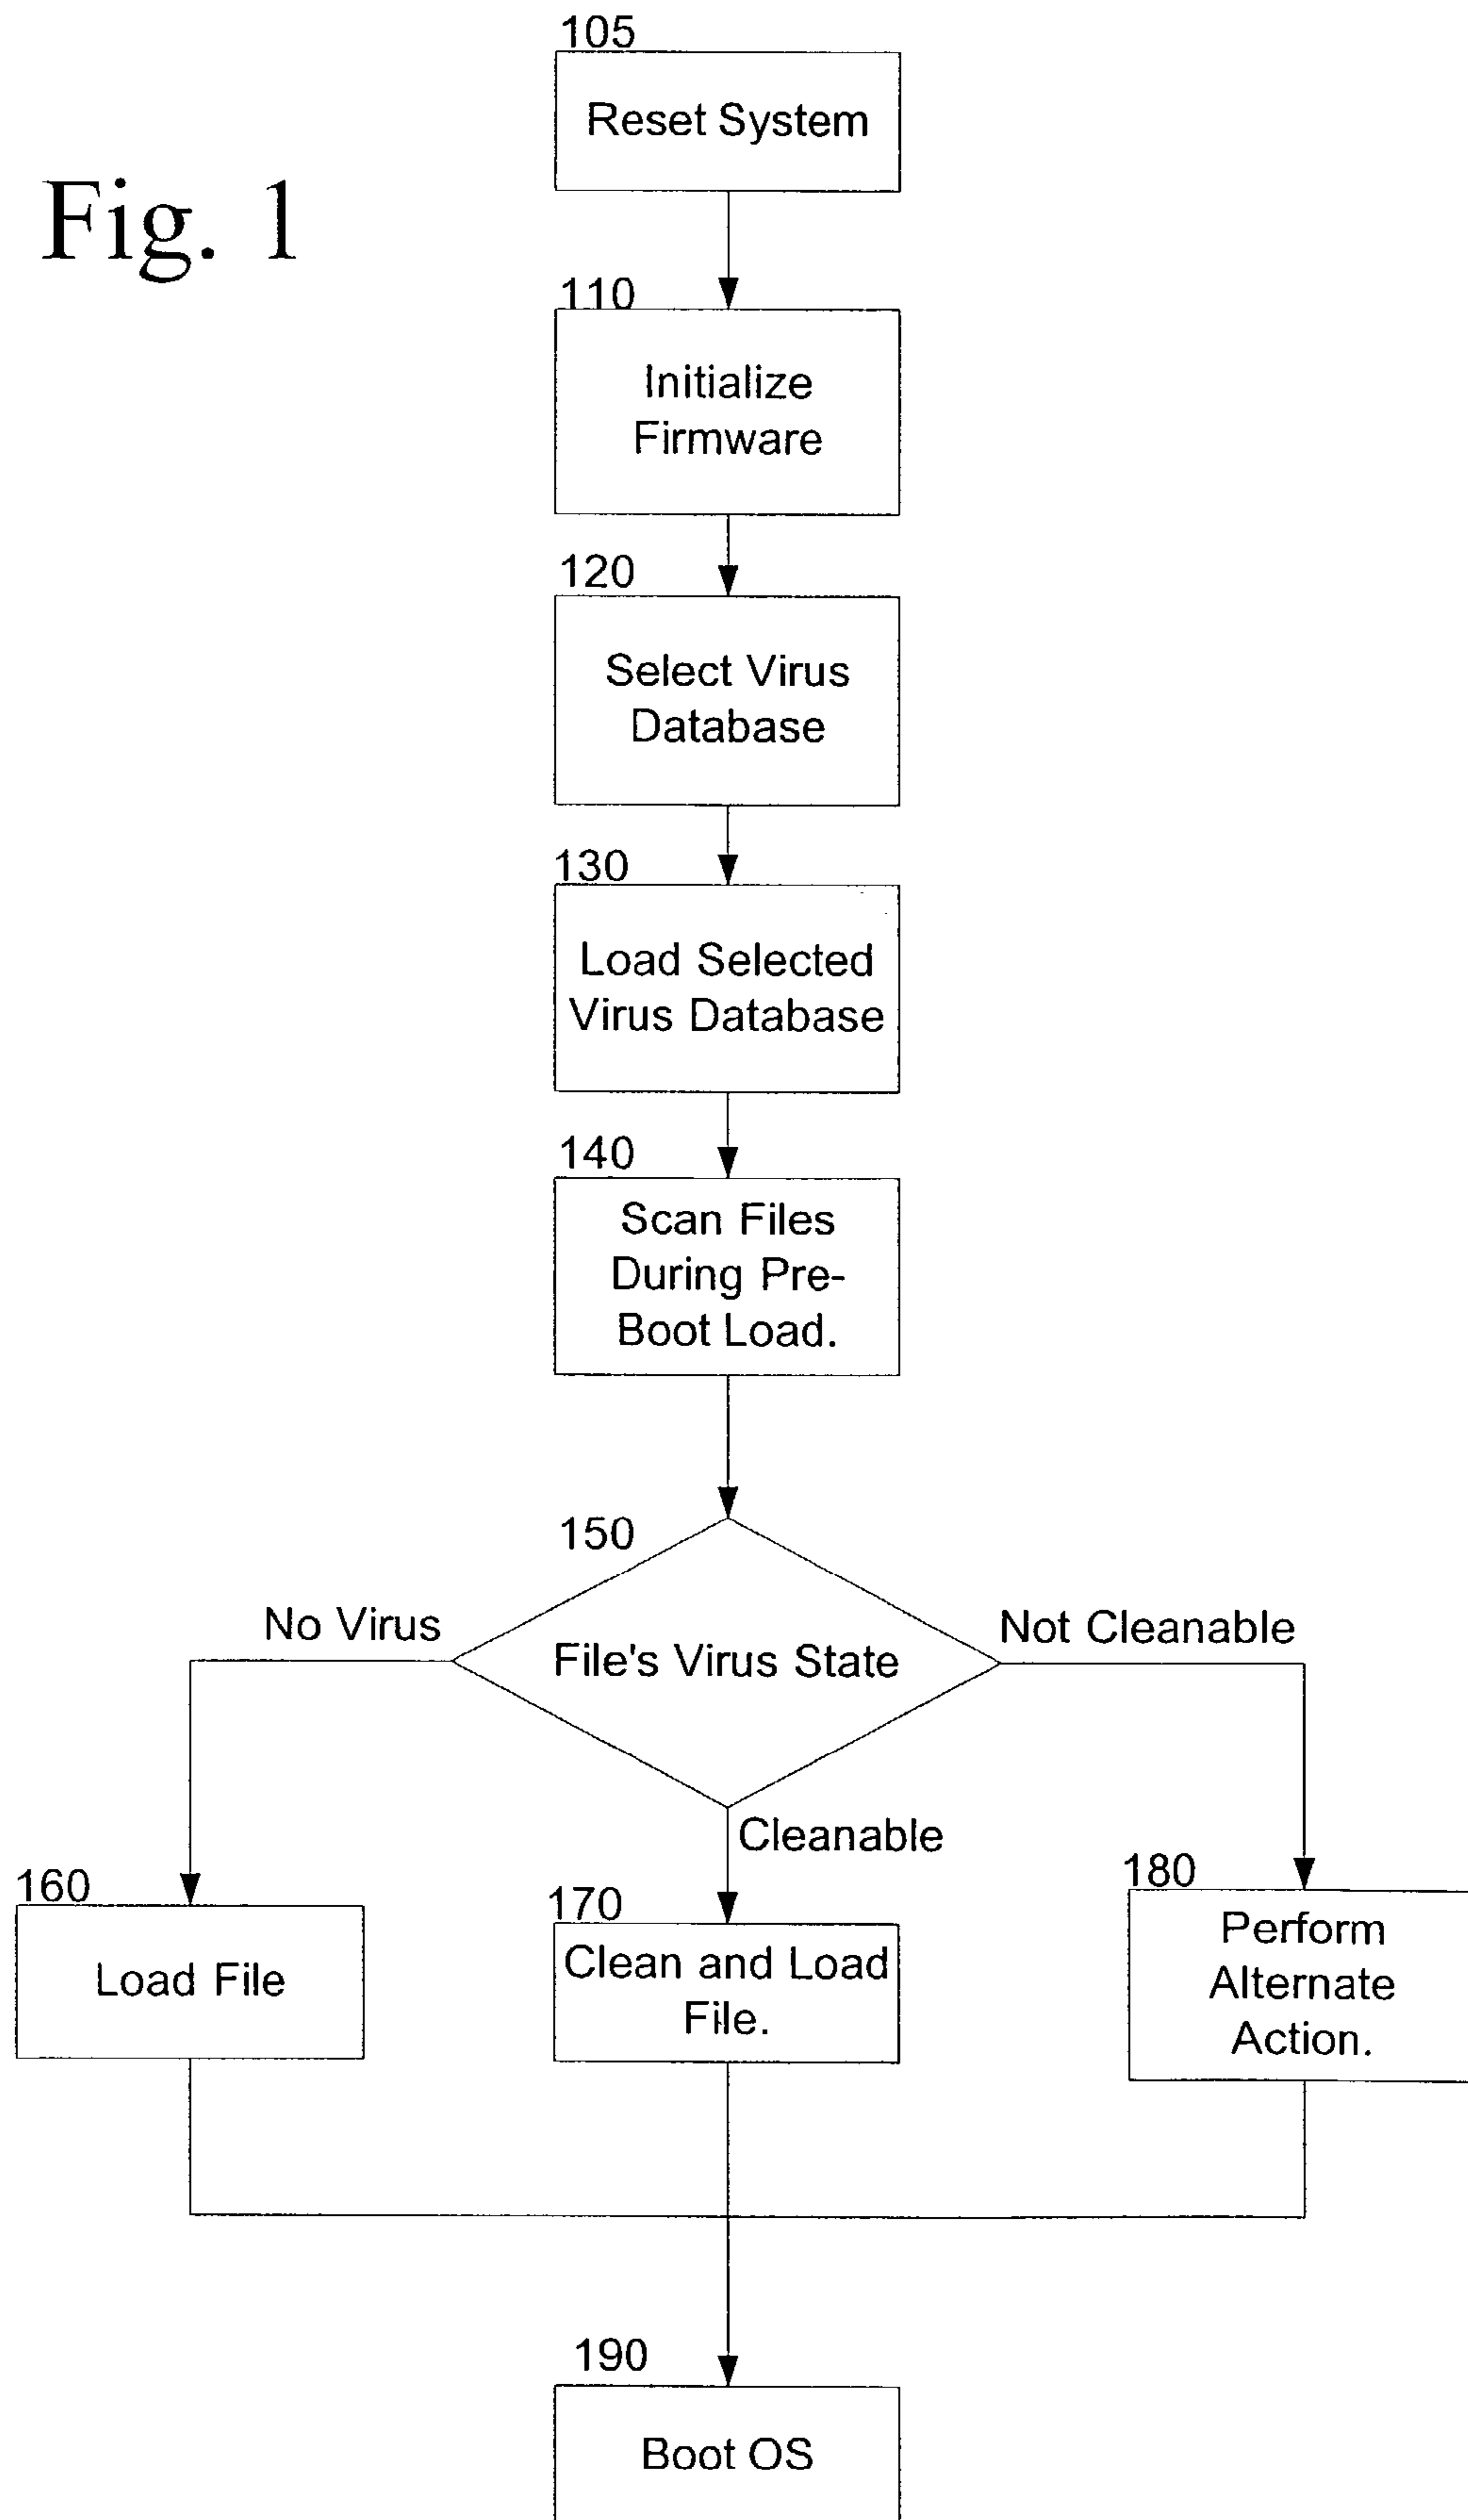 Fig. 1
105
Reset System
110
Initialize
Firmware
120
Select Virus
Database
130
Load Selected
Virus Database
140
Scan Files
During Pre-
Boot Load.
150
File's Virus State
No Virus
Not Cleanable
Cleanable
160
Load File
170
Clean and Load
File.
180
Perform
Alternate
Action.
190
Boot OS